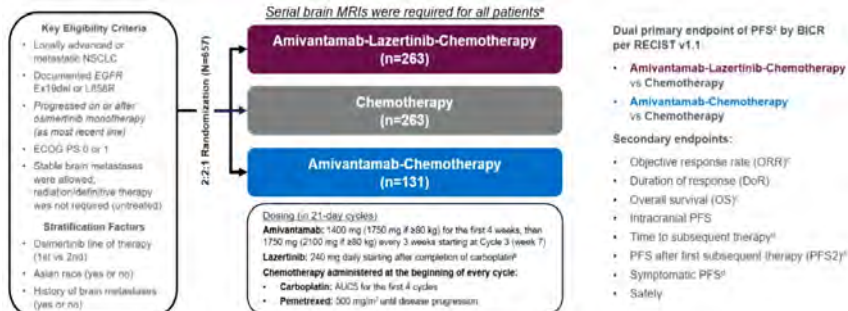 Serial brain MRIs were required for all patientsª
Key Eligibility Criteria
• Locally advanced or
metastatic NSCLC
• Documented EGFR
Ex19del or L858R
• Progressed on or after
osimertinib monotherapy
(as most recent line)
• ECOG PS 0 or 1
• Stable brain metastases
were allowed;
radiation/definitive therapy
was not required (untreated)
Stratification Factors
• Osimertinib line of therapy
(1st vs 2nd)
• Asian race (yes or no)
• History of brain metastases
(yes or no)
2:2:1 Randomization (N=657)
Amivantamab-Lazertinib-Chemotherapy
(n=263)
Chemotherapy
(n=263)
Amivantamab-Chemotherapy
(n=131)
Dosing (in 21-day cycles)
Amivantamab: 1400 mg (1750 mg if ≥80 kg) for the first 4 weeks, then
1750 mg (2100 mg if ≥80 kg) every 3 weeks starting at Cycle 3 (week 7)
Lazertinib: 240 mg daily starting after completion of carboplatin
Chemotherapy administered at the beginning of every cycle:
• Carboplatin: AUC5 for the first 4 cycles
• Pemetrexed: 500 mg/m² until disease progression
Dual primary endpoint of PFS by BICR
per RECIST v1.1
• Amivantamab-Lazertinib-Chemotherapy
vs Chemotherapy
• Amivantamab-Chemotherapy
vs Chemotherapy
Secondary endpoints:
• Objective response rate (ORR)
• Duration of response (DoR)
• Overall survival (OS)
• Intracranial PFS
• Time to subsequent therapy
• PFS after first subsequent therapy (PFS2)
• Symptomatic PFS
• Safety